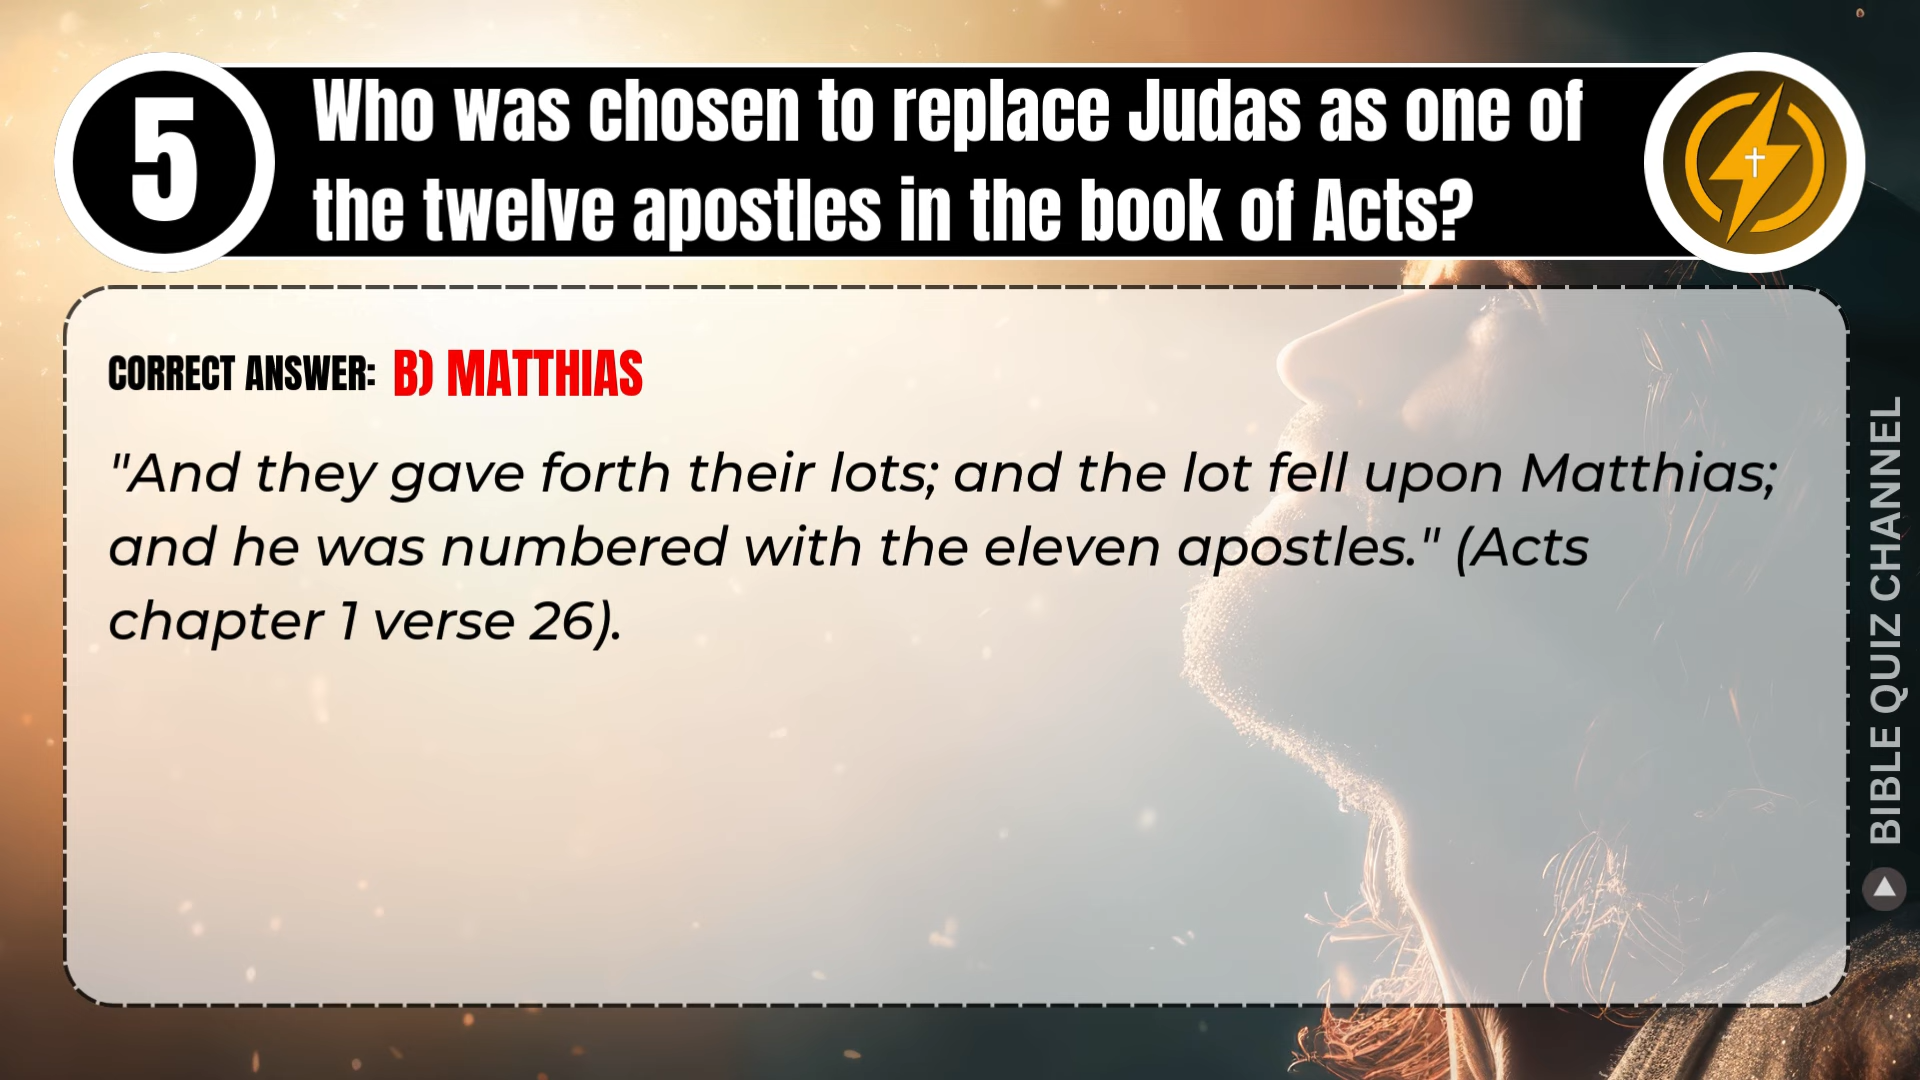 5
Who was chosen to replace Judas as one of
the twelve apostles in the book of Acts?
CORRECT ANSWER: B) MATTHIAS
"And they gave forth their lots; and the lot fell upon Matthias;
and he was numbered with the eleven apostles." (Acts
chapter 1 verse 26).
BIBLE QUIZ CHANNEL